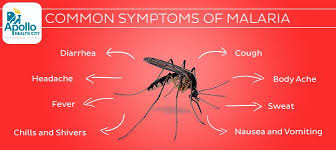 Apollo
HEALTH CITY
COMMON SYMPTOMS OF MALARIA
Diarrhea
Headache
Fever
Chills and Shivers
Cough
Body Ache
Sweat
Nausea and Vomiting